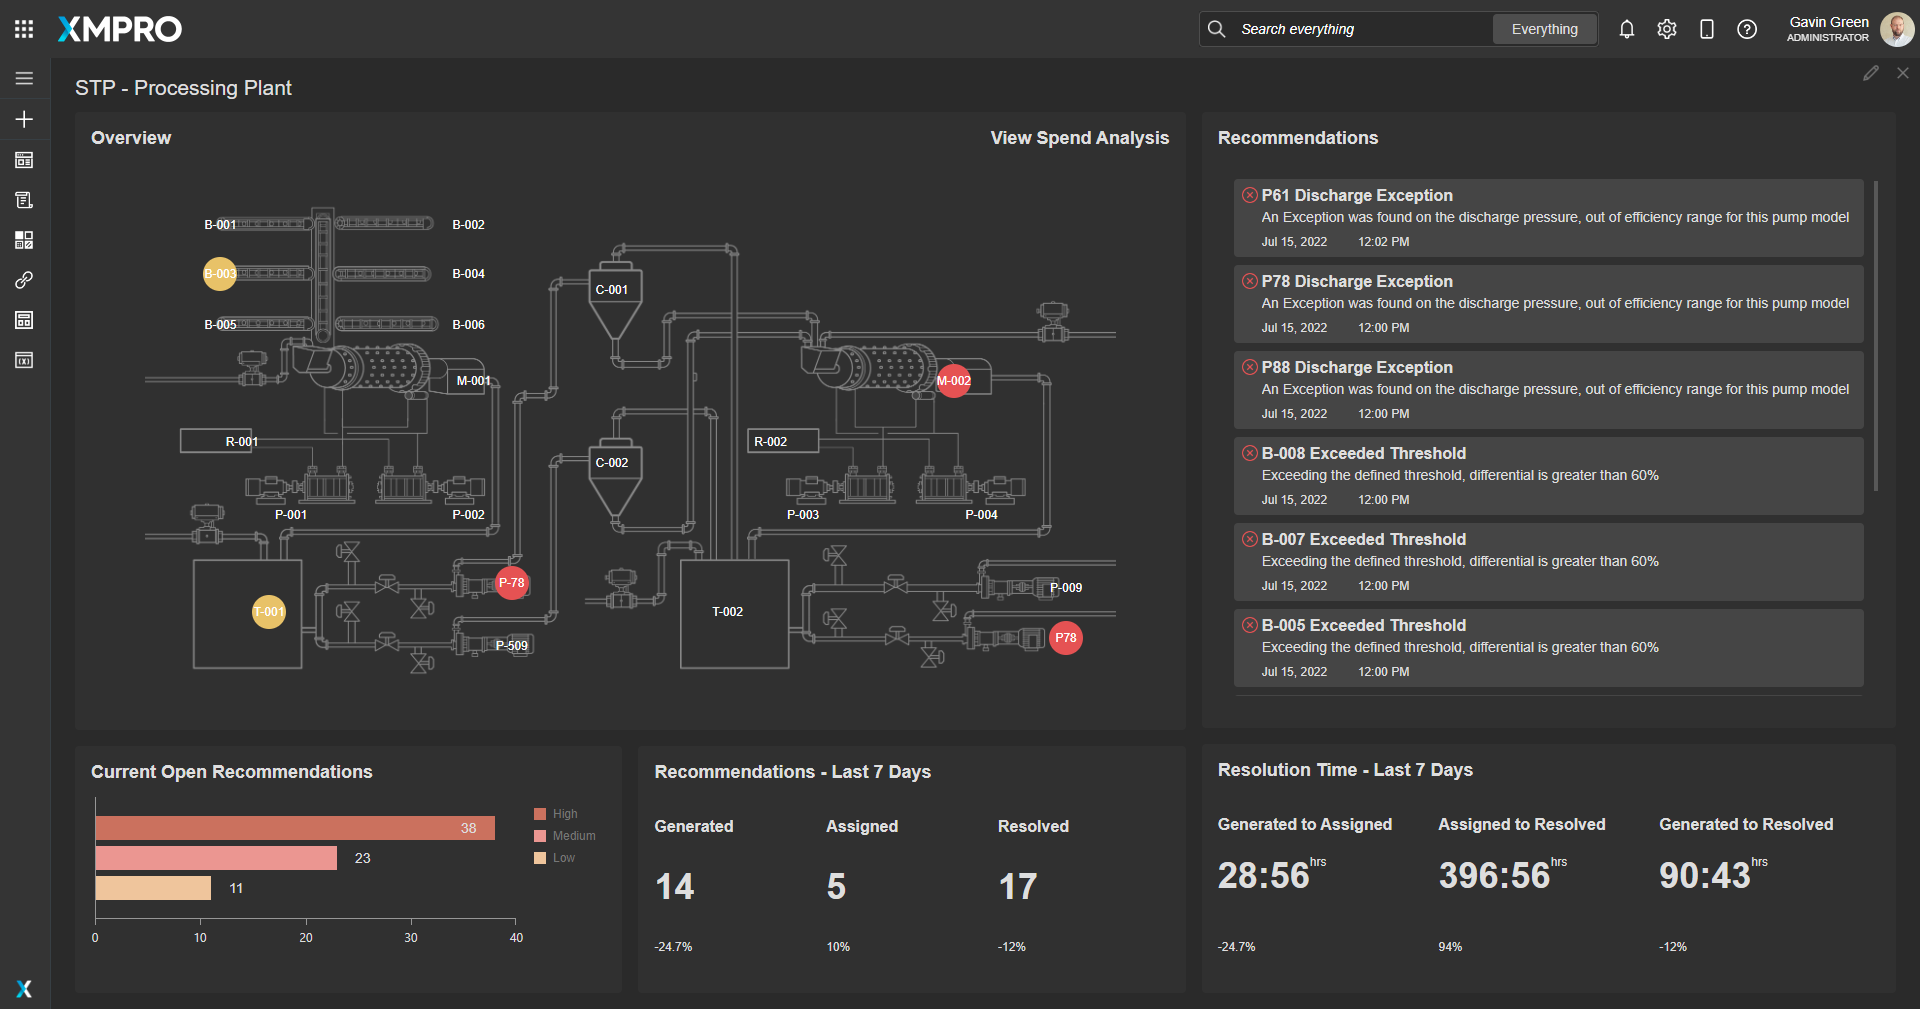 XMPRO
Search everything
Everything
Gavin Green
ADMINISTRATOR
STP - Processing Plant
Overview
View Spend Analysis
B-001
B-002
B-003
B-004
B-005
B-006
C-001
M-001
M-002
R-001
C-002
R-002
P-001
P-002
P-003
P-004
P-78
P-009
T-001
T-002
P-509
P78
Recommendations
P61 Discharge Exception
An Exception was found on the discharge pressure, out of efficiency range for this pump model
Jul 15, 2022 12:02 PM
P78 Discharge Exception
An Exception was found on the discharge pressure, out of efficiency range for this pump model
Jul 15, 2022 12:00 PM
P88 Discharge Exception
An Exception was found on the discharge pressure, out of efficiency range for this pump model
Jul 15, 2022 12:00 PM
B-008 Exceeded Threshold
Exceeding the defined threshold, differential is greater than 60%
Jul 15, 2022 12:00 PM
B-007 Exceeded Threshold
Exceeding the defined threshold, differential is greater than 60%
Jul 15, 2022 12:00 PM
B-005 Exceeded Threshold
Exceeding the defined threshold, differential is greater than 60%
Jul 15, 2022 12:00 PM
Current Open Recommendations
38
23
11
0 10 20 30 40
High
Medium
Low
Recommendations - Last 7 Days
Generated Assigned Resolved
14 5 17
-24.7% 10% -12%
Resolution Time - Last 7 Days
Generated to Assigned Assigned to Resolved Generated to Resolved
28:56 hrs 396:56 hrs 90:43 hrs
-24.7% 94% -12%
X